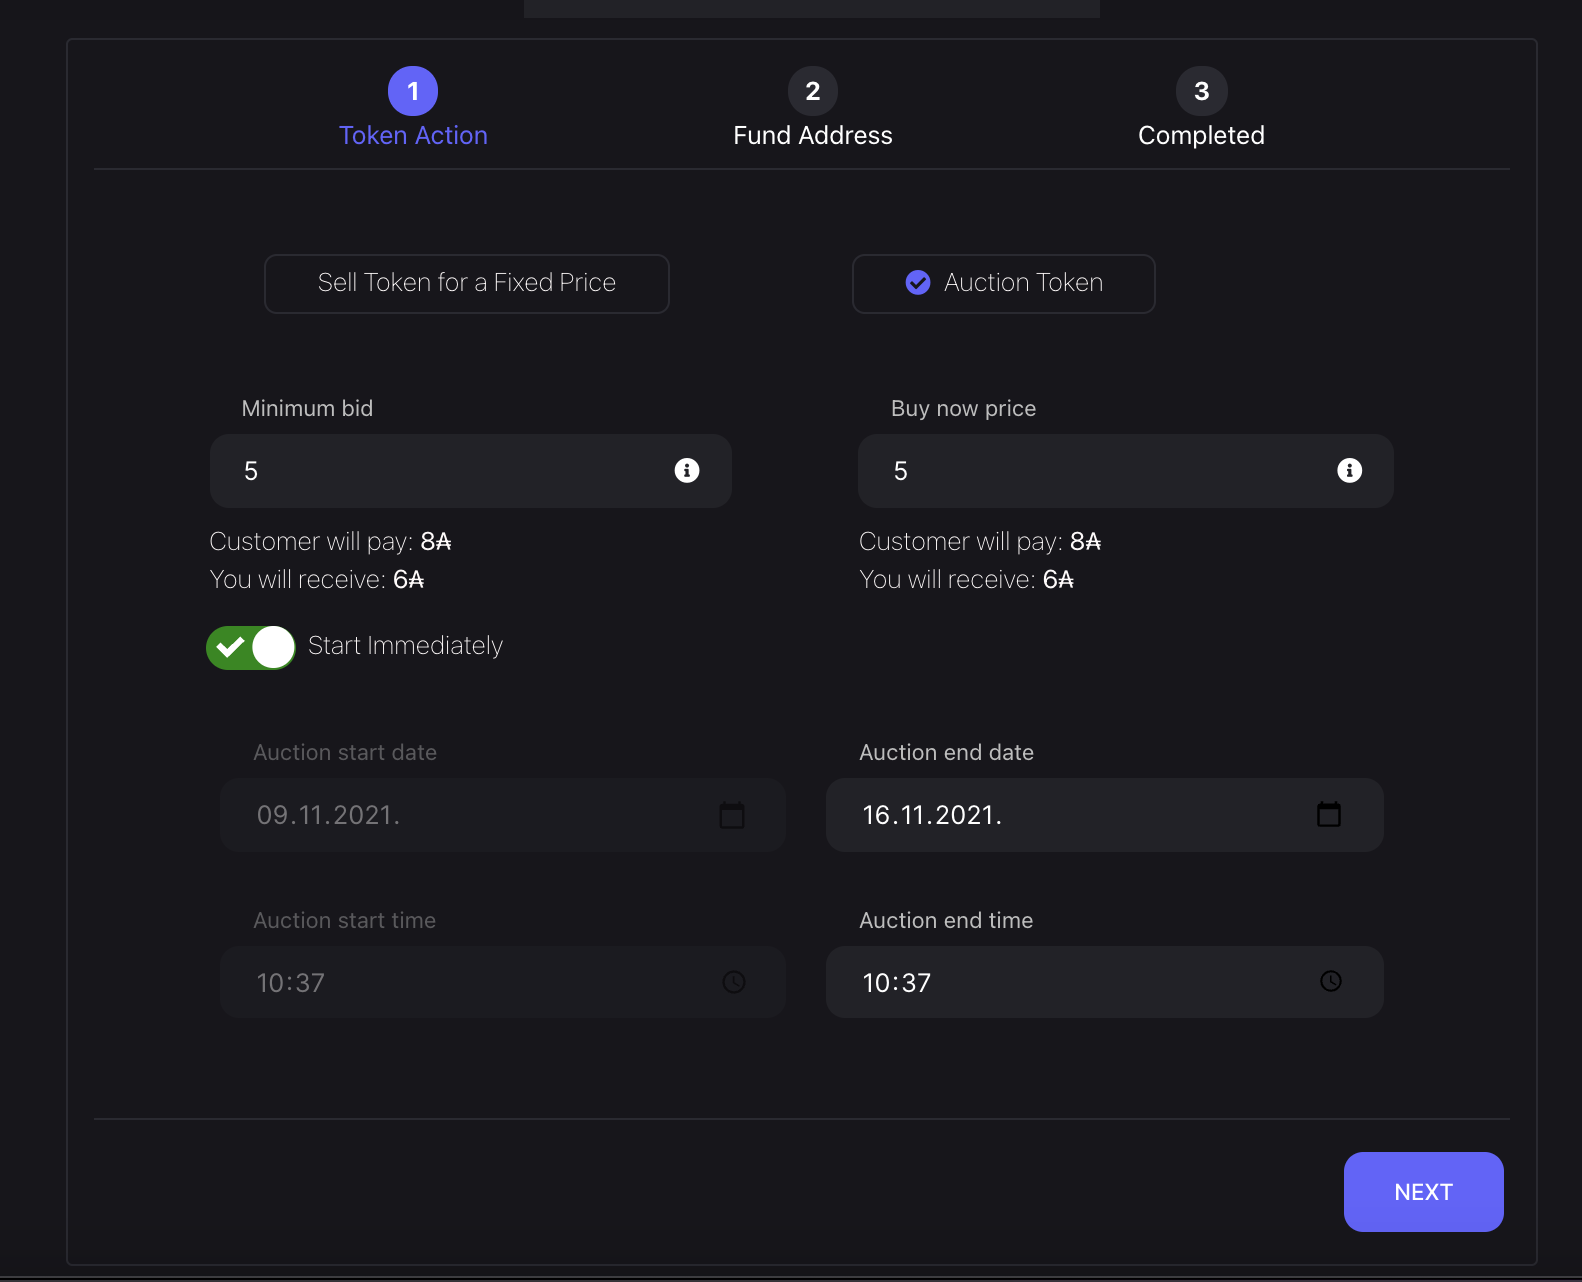 1
Token Action
2
Fund Address
3
Completed
Sell Token for a Fixed Price
Auction Token
Minimum bid
Buy now price
5
5
Customer will pay: 8₳
Customer will pay: 8₳
You will receive: 6₳
You will receive: 6₳
Start Immediately
Auction start date
Auction end date
09.11.2021.
16.11.2021.
Auction start time
Auction end time
10:37
10:37
NEXT